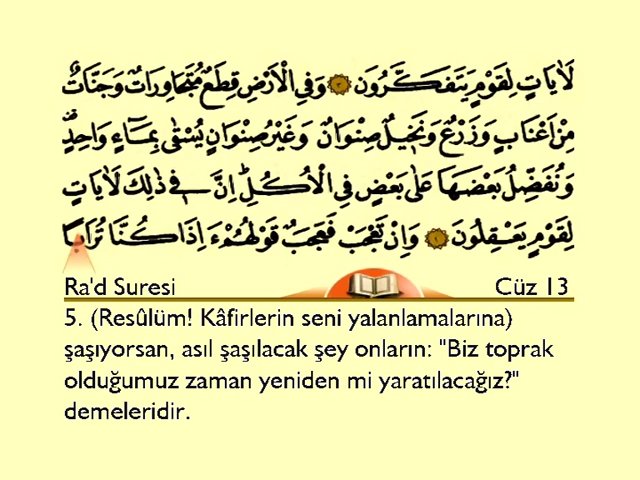 لَاٰيَاتٍ لِقَوْمٍ يَتَفَكَّرُونَ ﴿٣﴾ وَفِي الْاَرْضِ قِطَعٌ مُتَجَاوِرَاتٌ وَجَنَّاتٌ
مِنْ اَعْنَابٍ وَزَرْعٌ وَنَخ۪يلٌ صِنْوَانٌ وَغَيْرُ صِنْوَانٍ يُسْقٰى بِمَٓاءٍ وَاحِدٍ
وَنُفَضِّلُ بَعْضَهَا عَلٰى بَعْضٍ فِي الْاُكُلِۜ اِنَّ ف۪ي ذٰلِكَ لَاٰيَاتٍ
لِقَوْمٍ يَعْقِلُونَ ﴿٤﴾ وَاِنْ تَعْجَبْ فَعَجَبٌ قَوْلُهُمْ ءَاِذَا كُنَّا تُرَابًا
Ra'd Suresi Cüz 13
5. (Resûlüm! Kâfirlerin seni yalanlamalarına)
şaşıyorsan, asıl şaşılacak şey onların: "Biz toprak
olduğumuz zaman yeniden mi yaratılacağız?"
demeleridir.